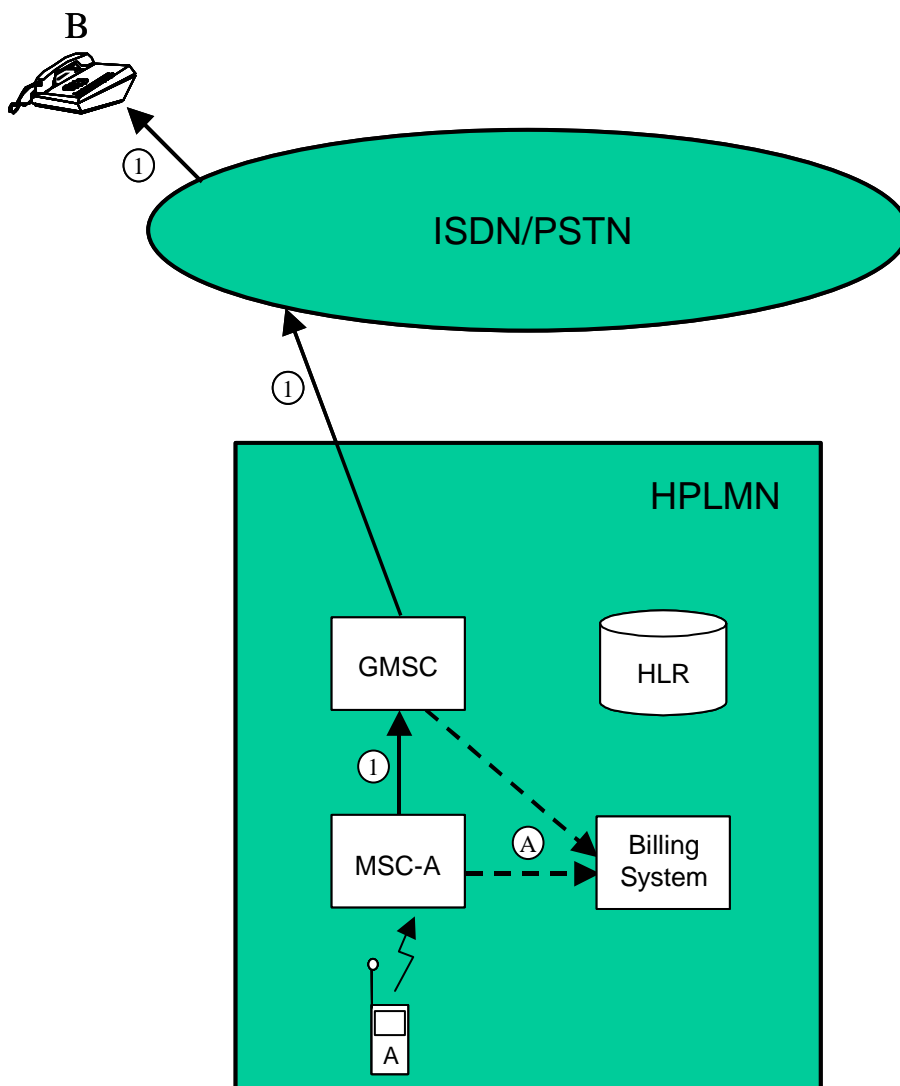 B
1
ISDN/PSTN
1
HPLMN
GMSC
HLR
1
A
MSC-A
Billing
System
A